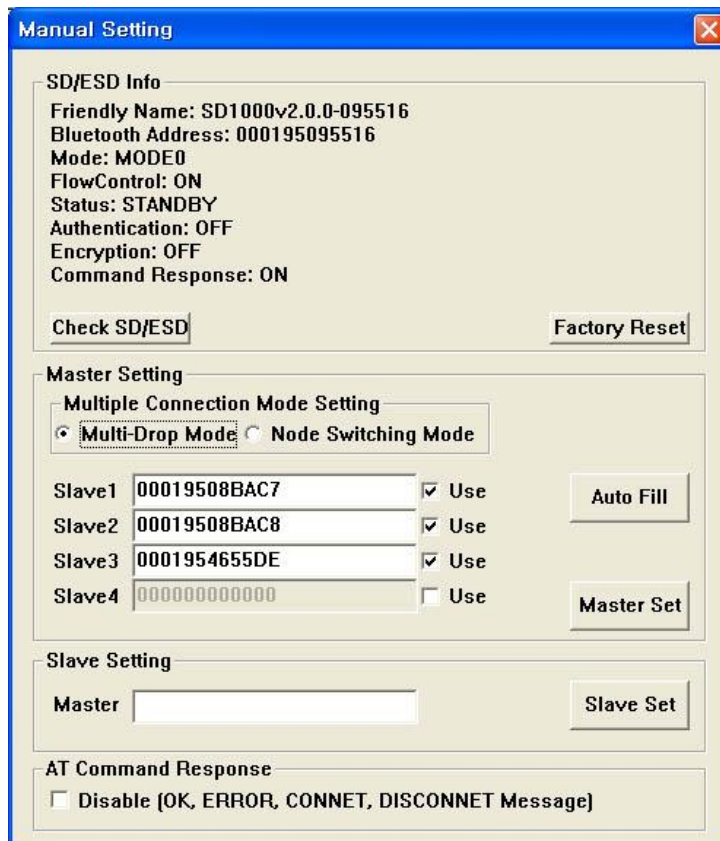 Manual Setting
SD/ESD Info
Friendly Name: SD1000v2.0.0-095516
Bluetooth Address: 000195095516
Mode: MODE0
FlowControl: ON
Status: STANDBY
Authentication: OFF
Encryption: OFF
Command Response: ON
Check SD/ESD Factory Reset
Master Setting
Multiple Connection Mode Setting
Multi-Drop Mode Node Switching Mode
Slave1 00019508BAC7 Use Auto Fill
Slave2 00019508BAC8 Use
Slave3 0001954655DE Use
Slave4 000000000000 Use Master Set
Slave Setting
Master Slave Set
AT Command Response
Disable (OK, ERROR, CONNET, DISCONNET Message)